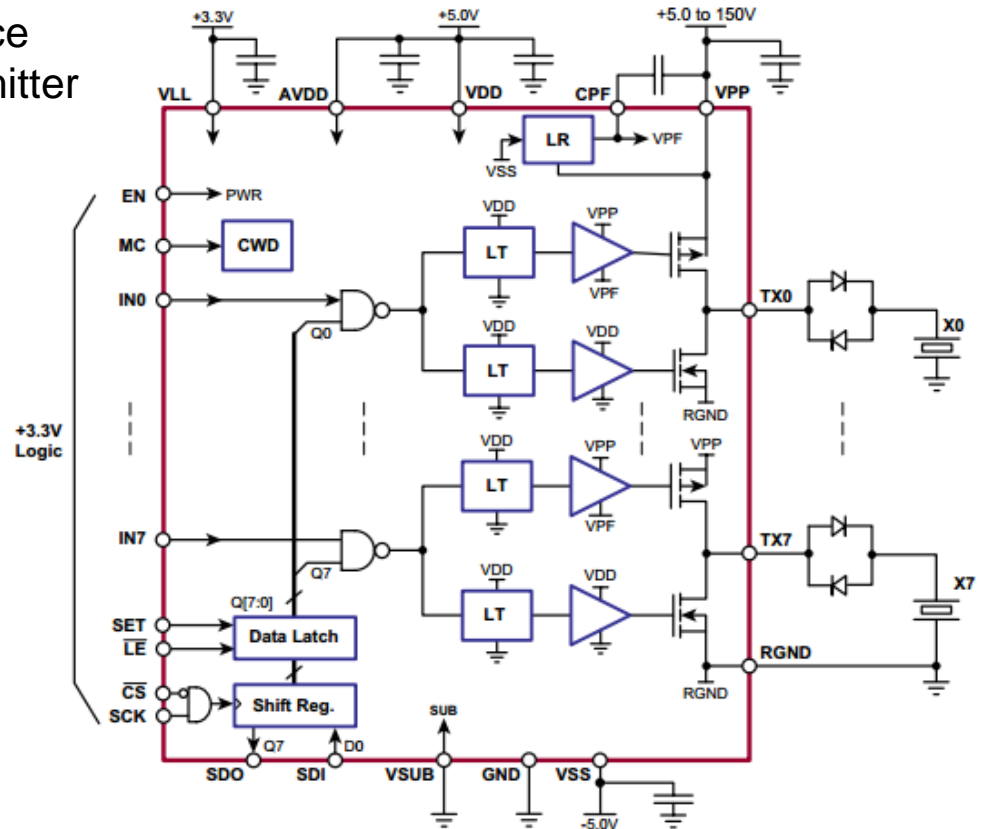 ce
nitter
+3.3V
+5.0V
+5.0 to 150V
VLL
AVDD
VDD
CPF
VPP
LR
VPF
VSS
EN
PWR
MC
CWD
IN0
Q0
VDD
LT
VPP
VPF
TX0
X0
VDD
LT
VDD
RGND
+3.3V
Logic
VDD
LT
VPP
VPF
VPP
IN7
Q7
TX7
X7
VDD
LT
VDD
Q[7:0]
SET
LE
Data Latch
RGND
RGND
CS
SCK
Shift Reg.
SUB
Q7
D0
SDO
SDI
VSUB
GND
VSS
-5.0V